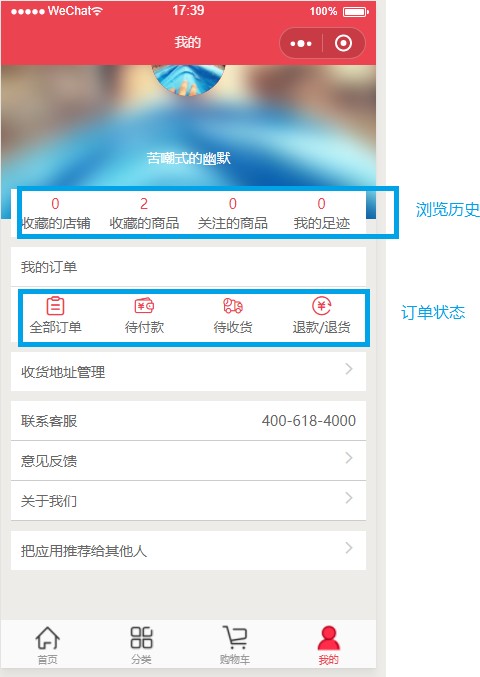 WeChat 17:39 100%
我的
苦嘲式的幽默
0 2 0 0
收藏的店铺 收藏的商品 关注的商品 我的足迹
浏览历史
我的订单
订单状态
全部订单 待付款 待收货 退款/退货
收货地址管理
联系客服 400-618-4000
意见反馈
关于我们
把应用推荐给其他人
首页 分类 购物车 我的